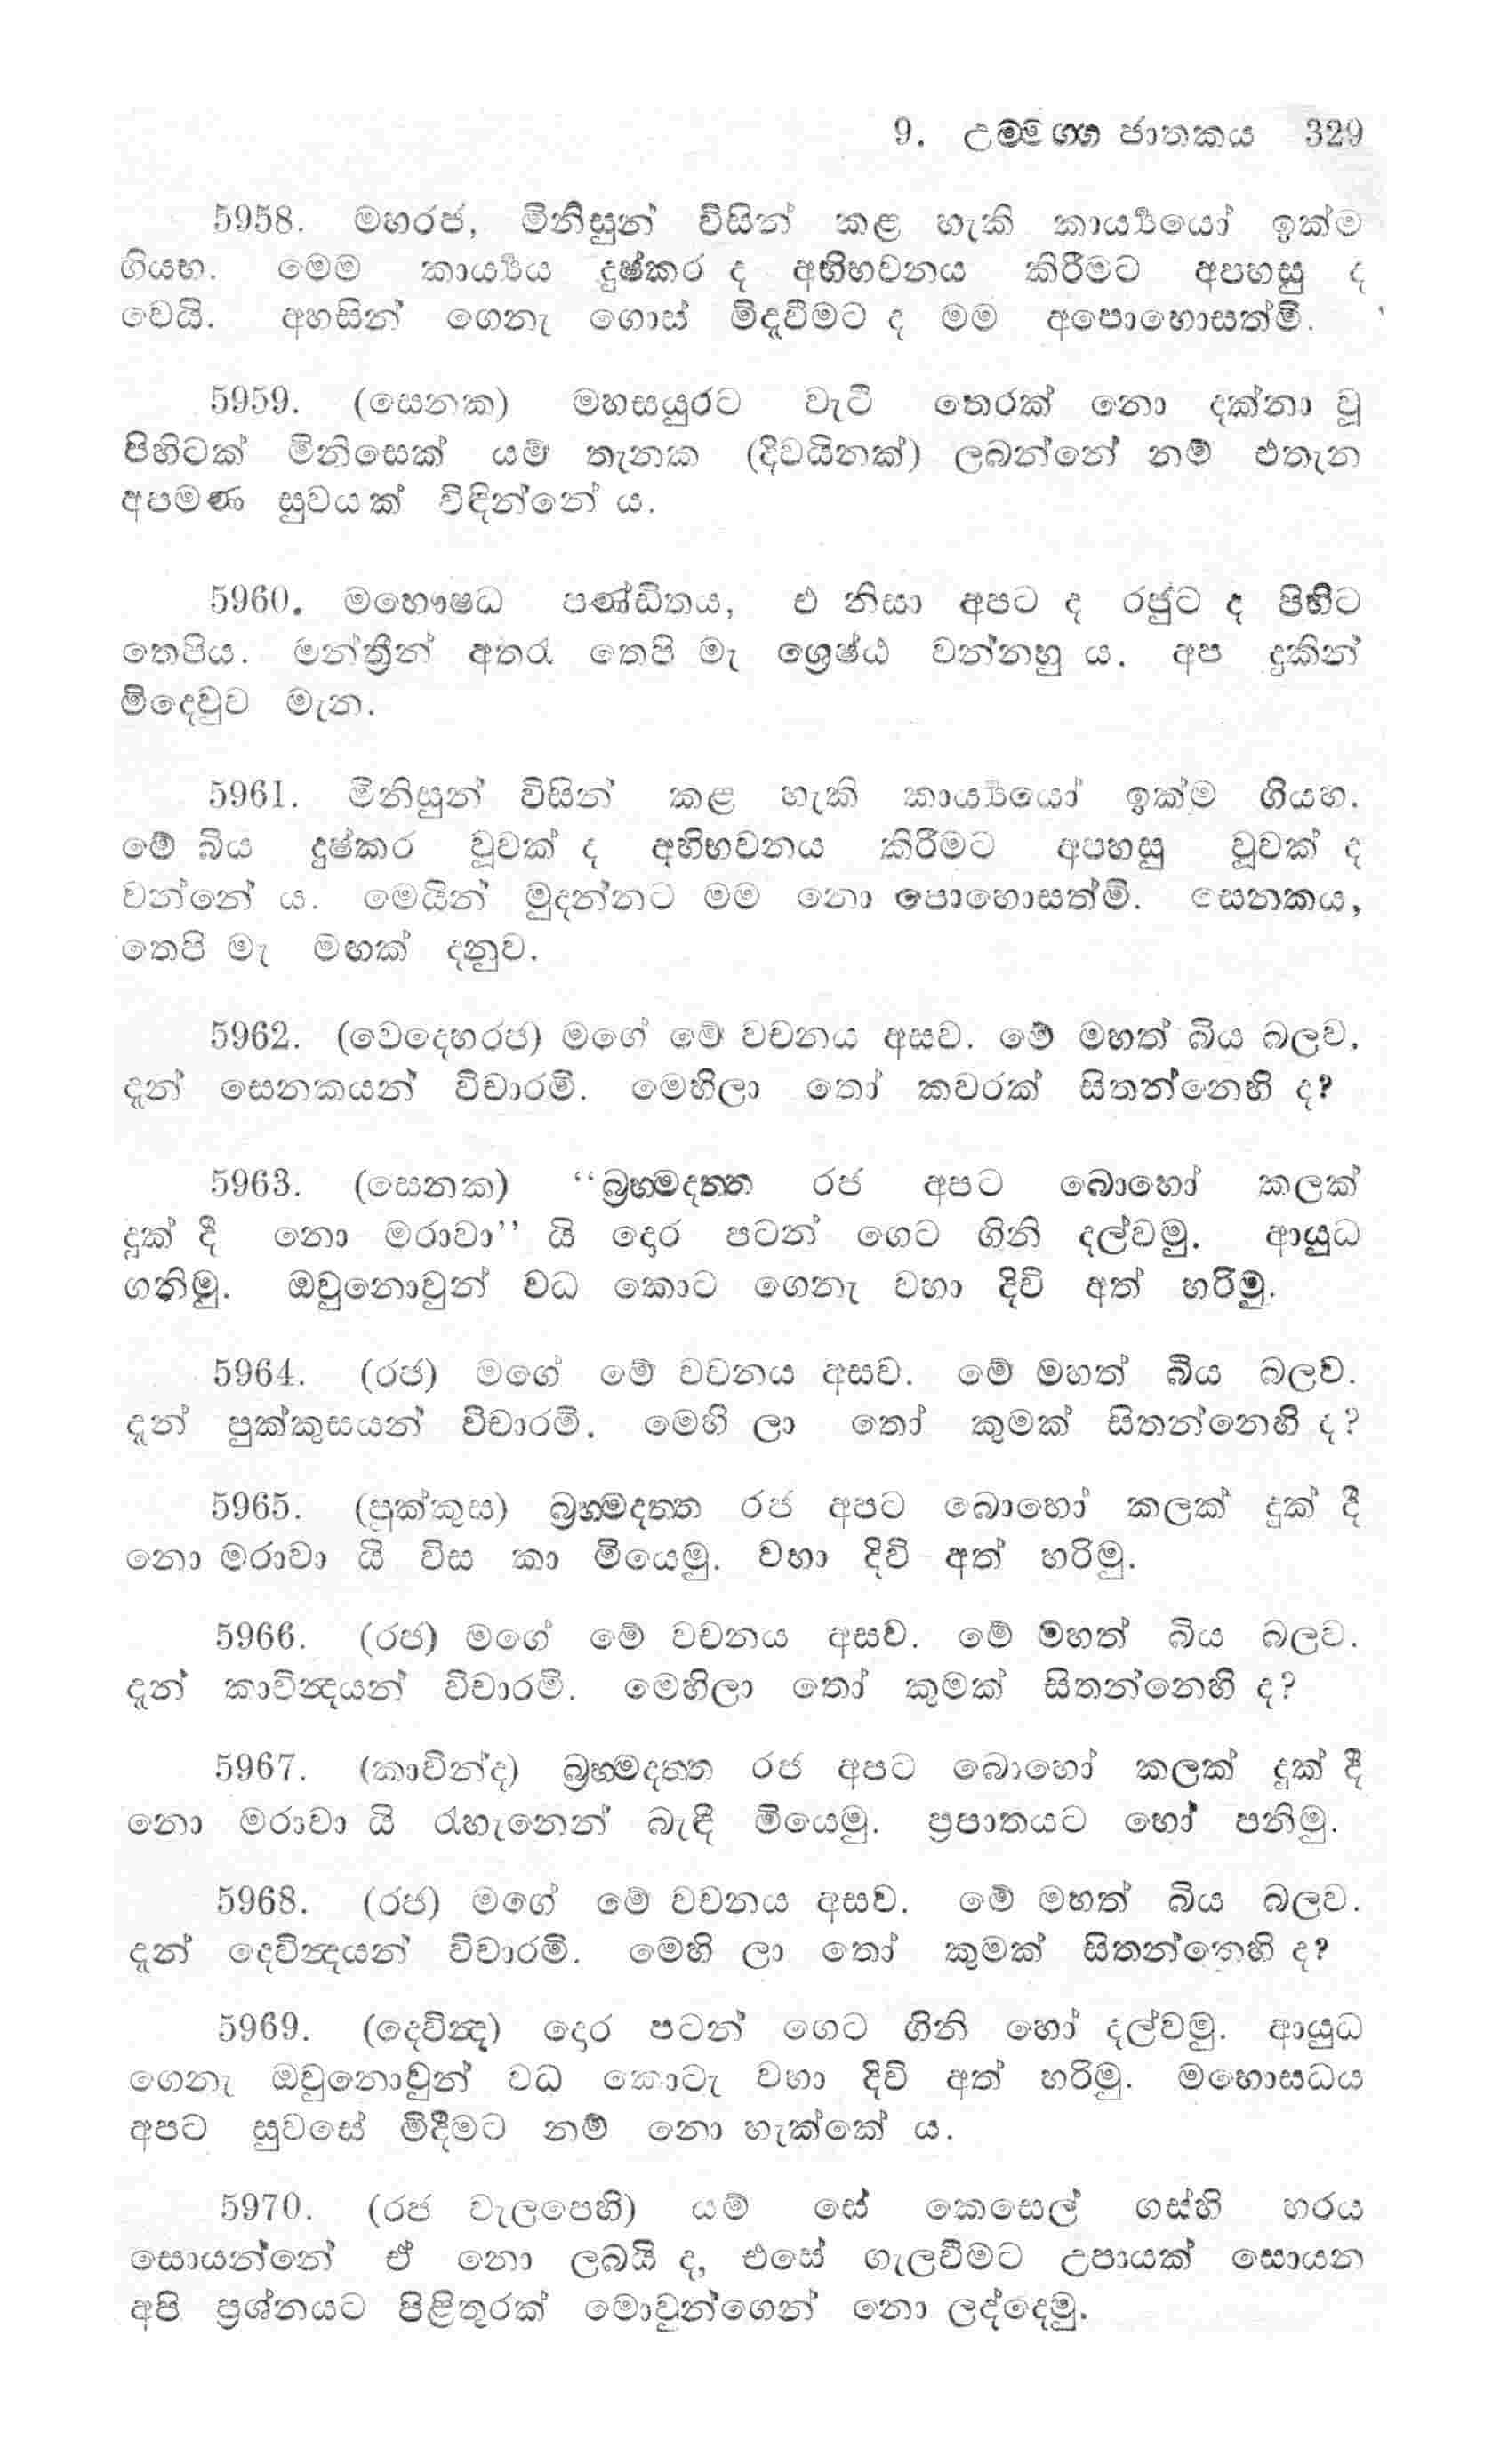 9. උම්මග්ග ජාතකය 329
5958. මහරජ, මිනිසුන් විසින් කළ හැකි කාර්‍ය්‍යයෝ ඉක්ම
ගියහ. මෙම කාර්‍ය්‍යය දුෂ්කර ද අභිභවනය කිරීමට අපහසු ද
වෙයි. අහසින් ගෙනැ ගොස් මිදැවීමට ද මම අපොහොසත්මි.
5959. (සෙනක) මහසයුරට වැටී තෙරක් නො දක්නා වූ
පිහිටක් මිනිසෙක් යම් තැනක (දිවයිනක්) ලබන්නේ නම් එතැන
අපමණ සුවයක් විඳින්නේ ය.
5960. මහෞෂධ පණ්ඩිතය, එ නිසා අපට ද රජුට ද පිහිට
තෙපිය. මන්ත්‍රීන් අතරැ තෙපි මැ ශ්‍රෙෂ්ඨ වන්නහු ය. අප දුකින්
මිදෙවුව මැන.
5961. මිනිසුන් විසින් කළ හැකි කාර්‍ය්‍යයෝ ඉක්ම ගියහ.
මේ බිය දුෂ්කර වූවක් ද අභිභවනය කිරීමට අපහසු වූවක් ද
වන්නේ ය. මෙයින් මුදන්නට මම නො පොහොසත්මි. සෙනකය,
තෙපි මැ මඟක් දනුව.
5962. (වෙදෙහරජ) මගේ මේ වචනය අසව. මේ මහත් බිය බලව.
දැන් සෙනකයන් විචාරමි. මෙහිලා තෝ කවරක් සිතන්නෙහි ද?
5963. (සෙනක) “බ්‍රහ්මදත්ත රජ අපට බොහෝ කලක්
දුක් දී නො මරාවා” යි දොර පටන් ගෙට ගිනි දල්වමු. ආයුධ
ගනිමු. ඔවුනොවුන් වධ කොට ගෙනැ වහා දිවි අත් හරිමු.
5964. (රජ) මගේ මේ වචනය අසව. මේ මහත් බිය බලව.
දැන් පුක්කුසයන් විචාරමි. මෙහි ලා තෝ කුමක් සිතන්නෙහි ද?
5965. (පුක්කුස) බ්‍රහ්මදත්ත රජ අපට බොහෝ කලක් දුක් දී
නො මරාවා යි විස කා මියෙමු. වහා දිවි අත් හරිමු.
5966. (රජ) මගේ මේ වචනය අසව. මේ මහත් බිය බලව.
දැන් කාවින්‍දයන් විචාරමි. මෙහිලා තෝ කුමක් සිතන්නෙහි ද?
5967. (කාවින්ද) බ්‍රහ්මදත්ත රජ අපට බොහෝ කලක් දුක් දී
නො මරාවා යි රැහැනෙන් බැඳී මියෙමු. ප්‍රපාතයට හෝ පනිමු.
5968. (රජ) මගේ මේ වචනය අසව. මේ මහත් බිය බලව.
දැන් දෙවින්‍දයන් විචාරමි. මෙහි ලා තෝ කුමක් සිතන්නෙහි ද?
5969. (දෙවින්‍ද) දොර පටන් ගෙට ගිනි හෝ දල්වමු. ආයුධ
ගෙනැ ඔවුනොවුන් වධ කොටැ වහා දිවි අත් හරිමු. මහොසධය
අපට සුවසේ මිදීමට නම් නො හැක්කේ ය.
5970. (රජ වැලපෙහි) යම් සේ කෙසෙල් ගස්හි හරය
සොයන්නේ ඒ නො ලබයි ද, එසේ ගැලවීමට උපායක් සොයන
අපි ප්‍රශ්නයට පිළිතුරක් මොවුන්ගෙන් නො ලද්දෙමු.